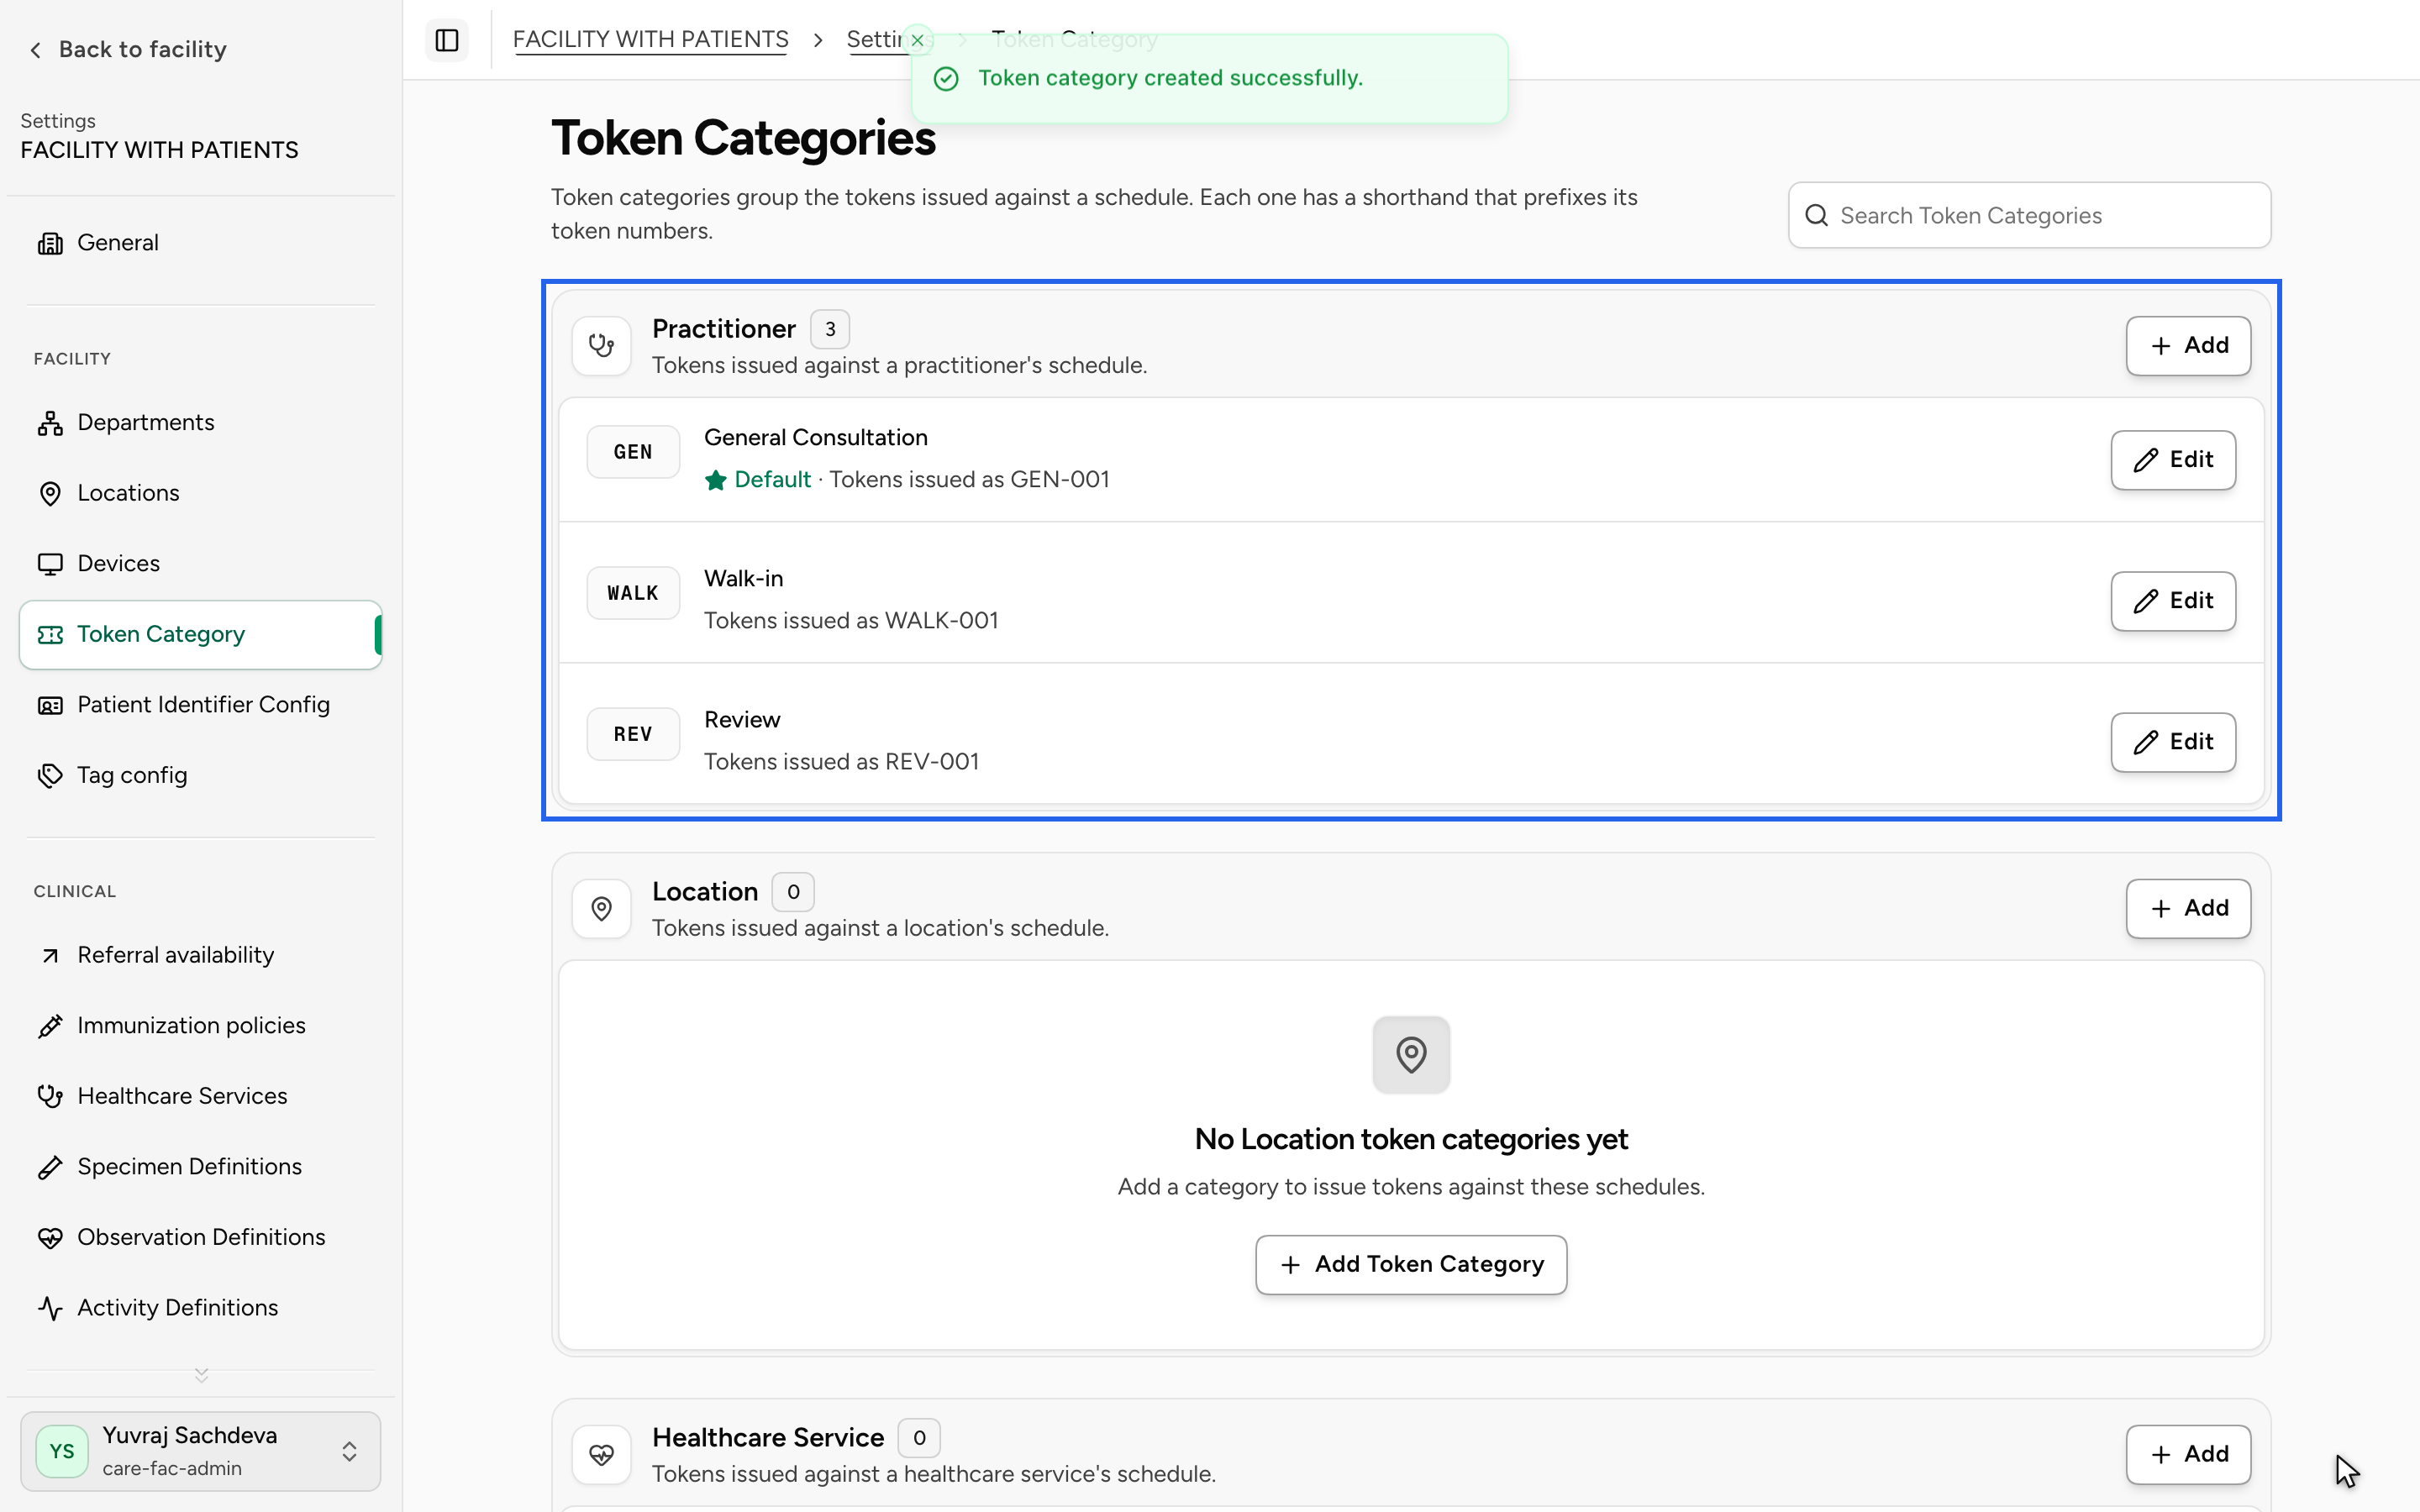 Back to facility
Settings
FACILITY WITH PATIENTS
General
FACILITY
Departments
Locations
Devices
Token Category
Patient Identifier Config
Tag config
CLINICAL
Referral availability
Immunization policies
Healthcare Services
Specimen Definitions
Observation Definitions
Activity Definitions
YS
Yuvraj Sachdeva
care-fac-admin
FACILITY WITH PATIENTS
Settings
Token Category
Token category created successfully.
Token Categories
Token categories group the tokens issued against a schedule. Each one has a shorthand that prefixes its
token numbers.
Search Token Categories
Practitioner 3
Tokens issued against a practitioner's schedule.
Add
GEN
General Consultation
Default · Tokens issued as GEN-001
Edit
WALK
Walk-in
Tokens issued as WALK-001
Edit
REV
Review
Tokens issued as REV-001
Edit
Location 0
Tokens issued against a location's schedule.
Add
No Location token categories yet
Add a category to issue tokens against these schedules.
Add Token Category
Healthcare Service 0
Tokens issued against a healthcare service's schedule.
Add